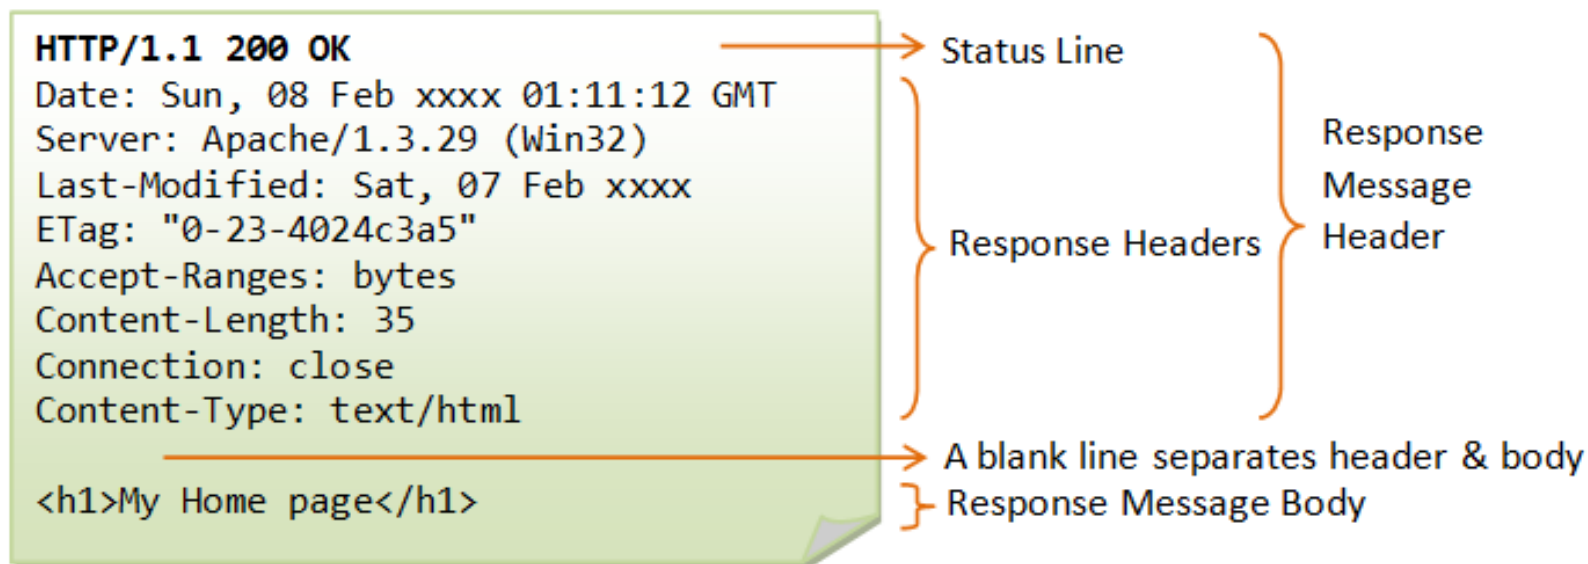 HTTP/1.1 200 OK
Date: Sun, 08 Feb xxxx 01:11:12 GMT
Server: Apache/1.3.29 (Win32)
Last-Modified: Sat, 07 Feb xxxx
ETag: "0-23-4024c3a5"
Accept-Ranges: bytes
Content-Length: 35
Connection: close
Content-Type: text/html
<h1>My Home page</h1>
Status Line
Response Headers
Response
Message
Header
A blank line separates header & body
Response Message Body